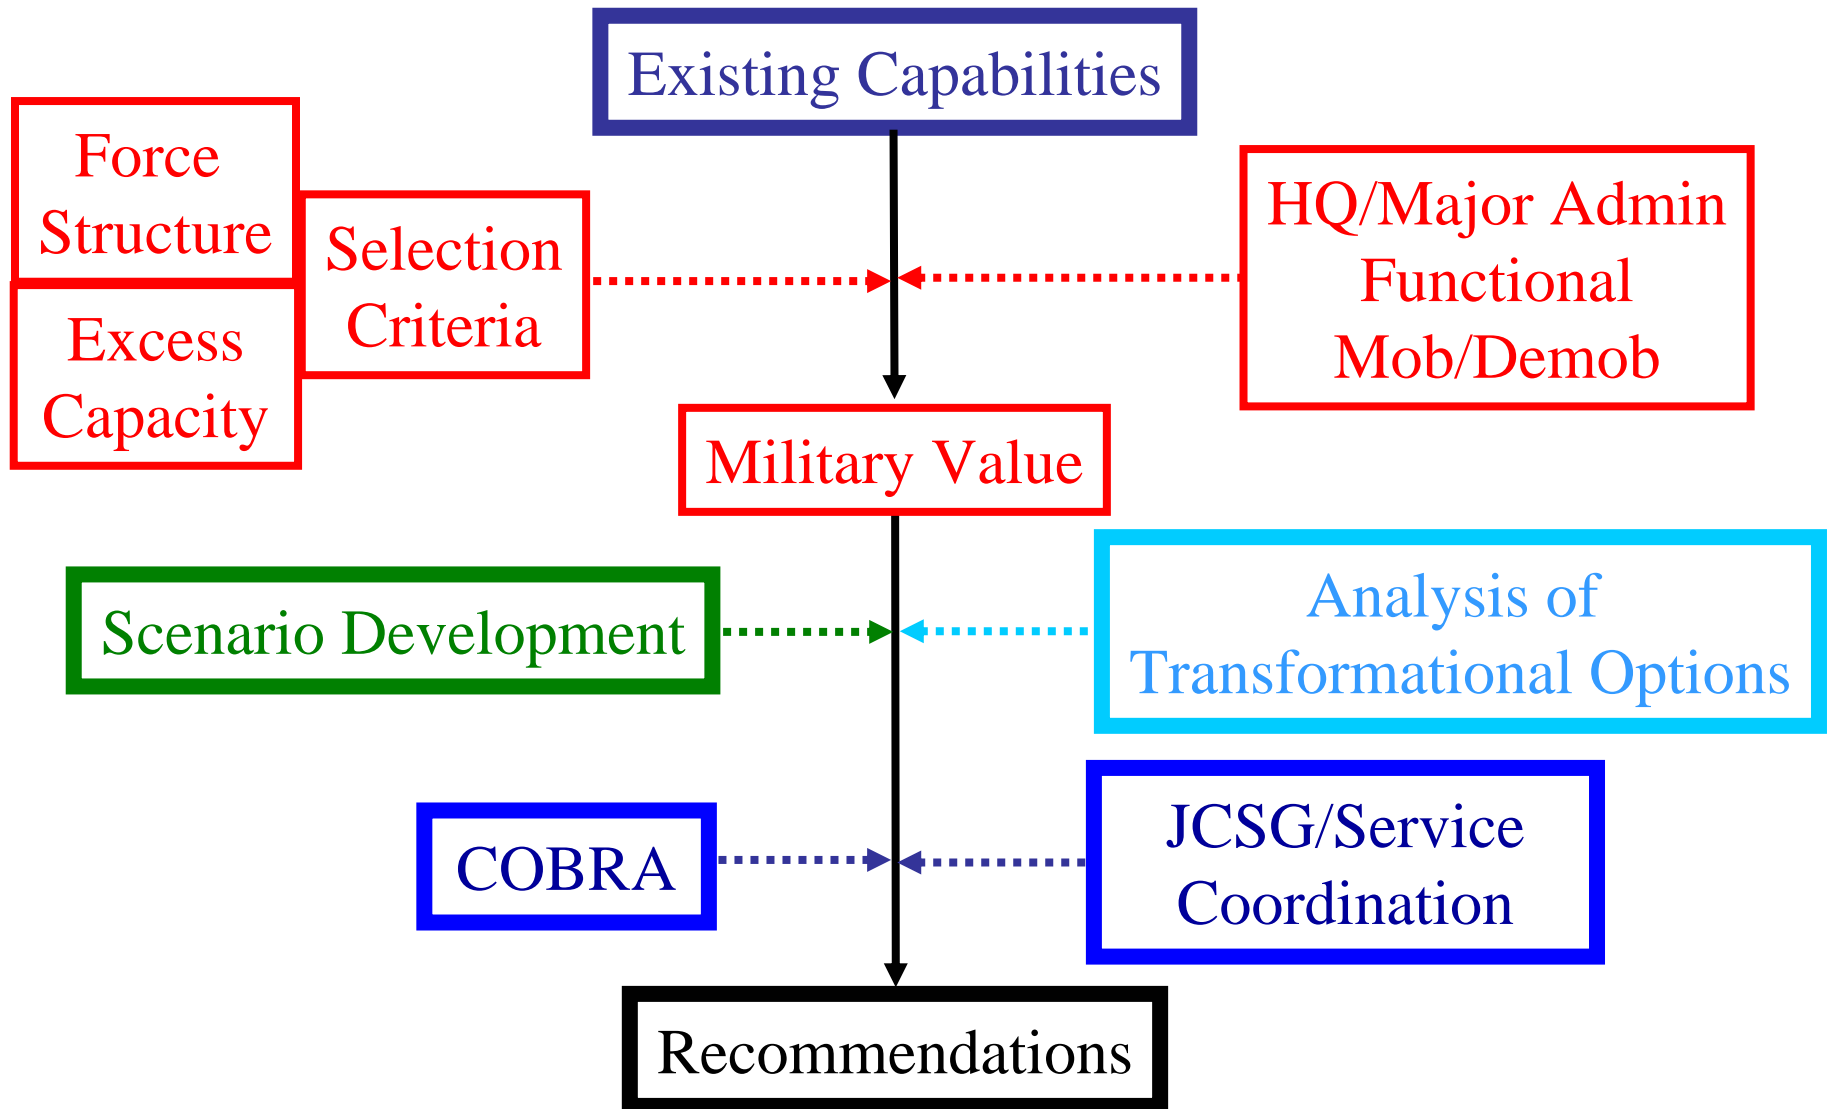 Existing Capabilities
Force
Structure
Selection
Criteria
Excess
Capacity
HQ/Major Admin
Functional
Mob/Demob
Military Value
Scenario Development
Analysis of
Transformational Options
COBRA
JCSG/Service
Coordination
Recommendations